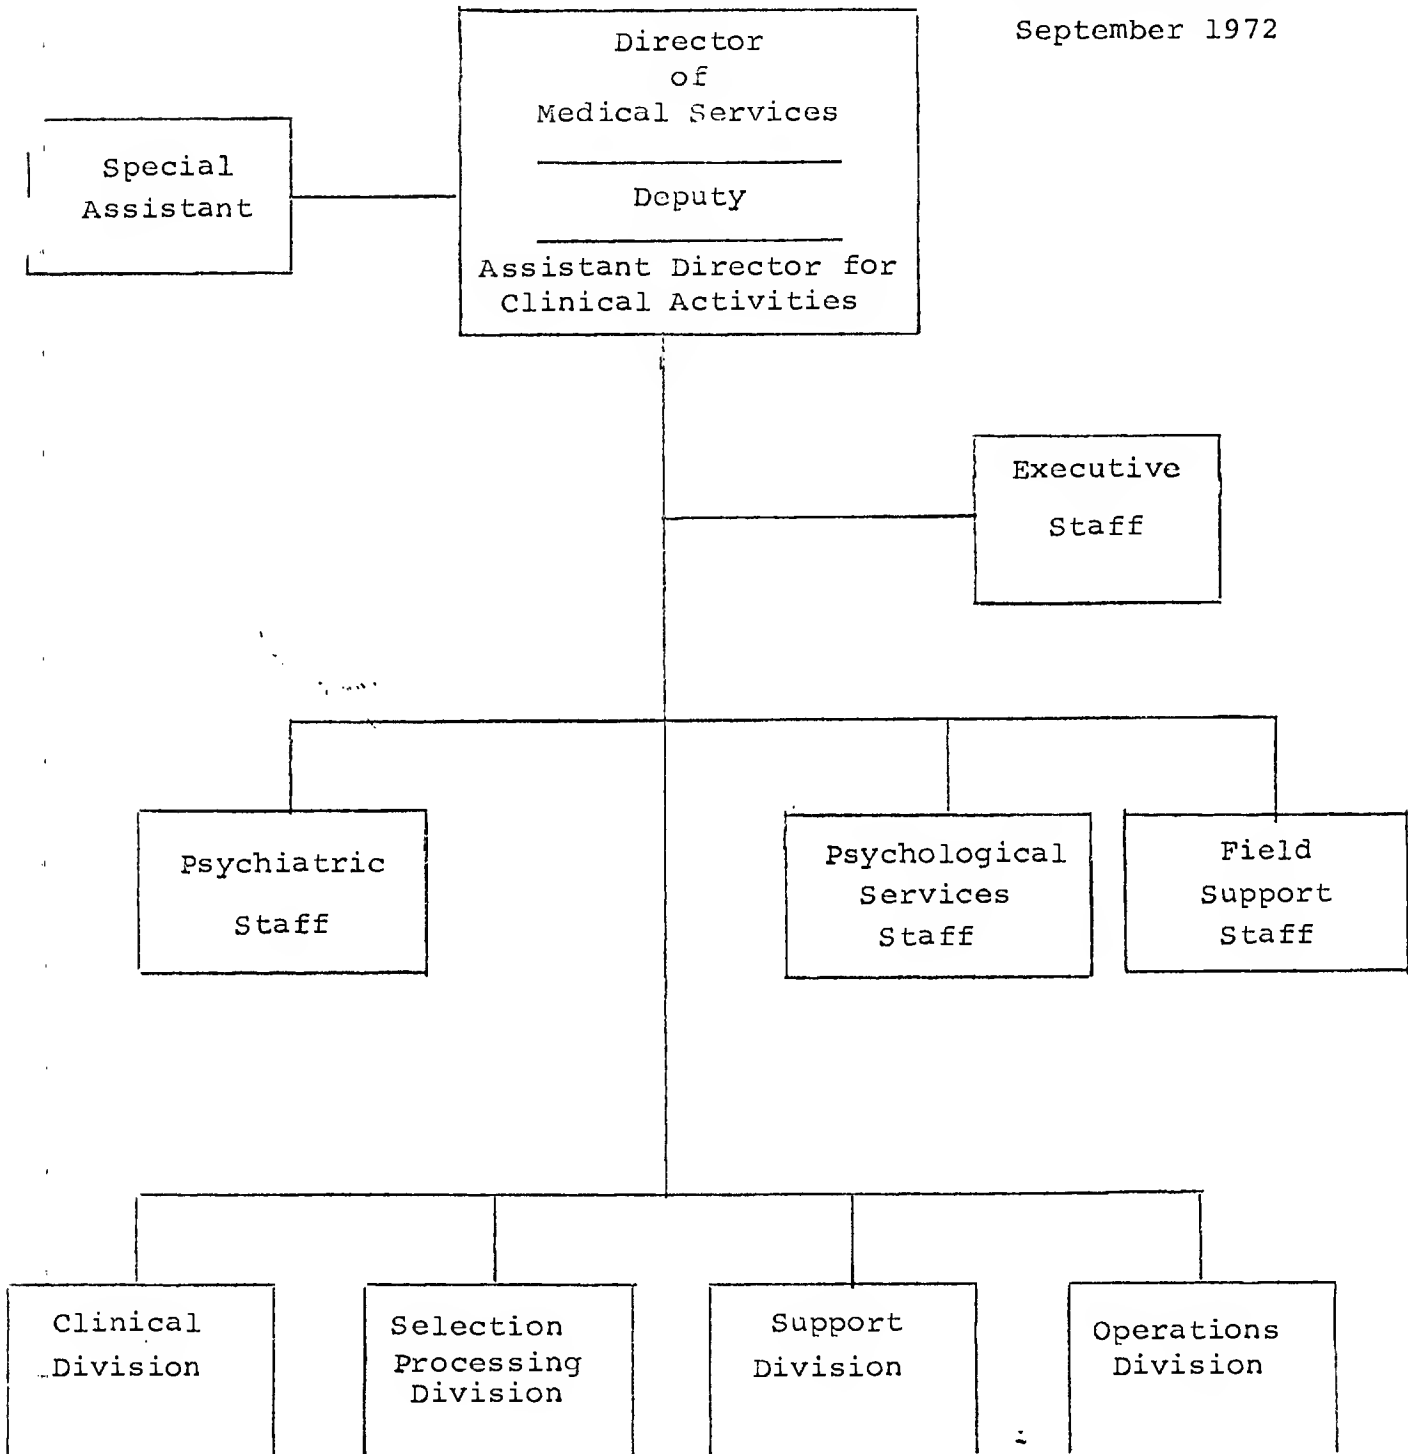 September 1972
Director
of
Medical Services
Deputy
Assistant Director for
Clinical Activities
Special
Assistant
Executive
Staff
Psychiatric
Staff
Psychological
Services
Staff
Field
Support
Staff
Clinical
Division
Selection
Processing
Division
Support
Division
Operations
Division